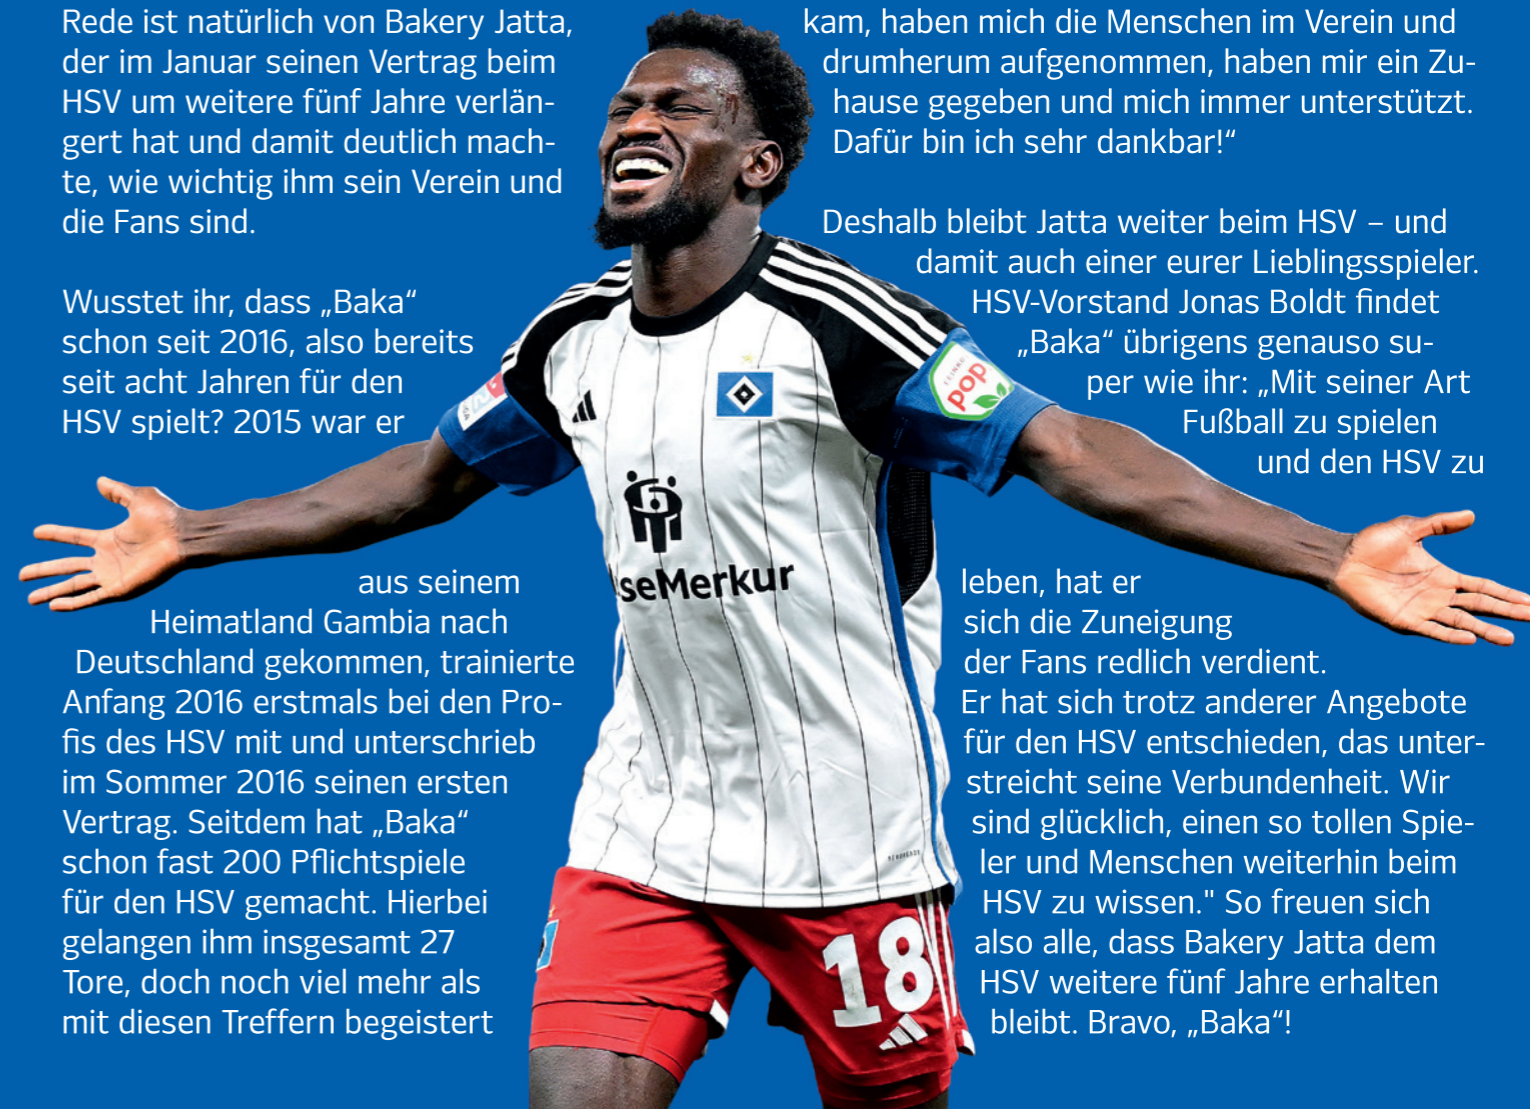 Rede ist natürlich von Bakery Jatta,
der im Januar seinen Vertrag beim
HSV um weitere fünf Jahre verlän-
gert hat und damit deutlich mach-
te, wie wichtig ihm sein Verein und
die Fans sind.
Wusstet ihr, dass „Baka“
schon seit 2016, also bereits
seit acht Jahren für den
HSV spielt? 2015 war er
aus seinem
Heimatland Gambia nach
Deutschland gekommen, trainierte
Anfang 2016 erstmals bei den Pro-
fis des HSV mit und unterschrieb
im Sommer 2016 seinen ersten
Vertrag. Seitdem hat „Baka“
schon fast 200 Pflichtspiele
für den HSV gemacht. Hierbei
gelangen ihm insgesamt 27
Tore, doch noch viel mehr als
mit diesen Treffern begeistert
kam, haben mich die Menschen im Verein und
drumherum aufgenommen, haben mir ein Zu-
hause gegeben und mich immer unterstützt.
Dafür bin ich sehr dankbar!“
Deshalb bleibt Jatta weiter beim HSV – und
damit auch einer eurer Lieblingsspieler.
HSV-Vorstand Jonas Boldt findet
„Baka“ übrigens genauso su-
per wie ihr: „Mit seiner Art
Fußball zu spielen
und den HSV zu
leben, hat er
sich die Zuneigung
der Fans redlich verdient.
Er hat sich trotz anderer Angebote
für den HSV entschieden, das unter-
streicht seine Verbundenheit. Wir
sind glücklich, einen so tollen Spie-
ler und Menschen weiterhin beim
HSV zu wissen." So freuen sich
also alle, dass Bakery Jatta dem
HSV weitere fünf Jahre erhalten
bleibt. Bravo, „Baka“!
pop
seMerkur
18